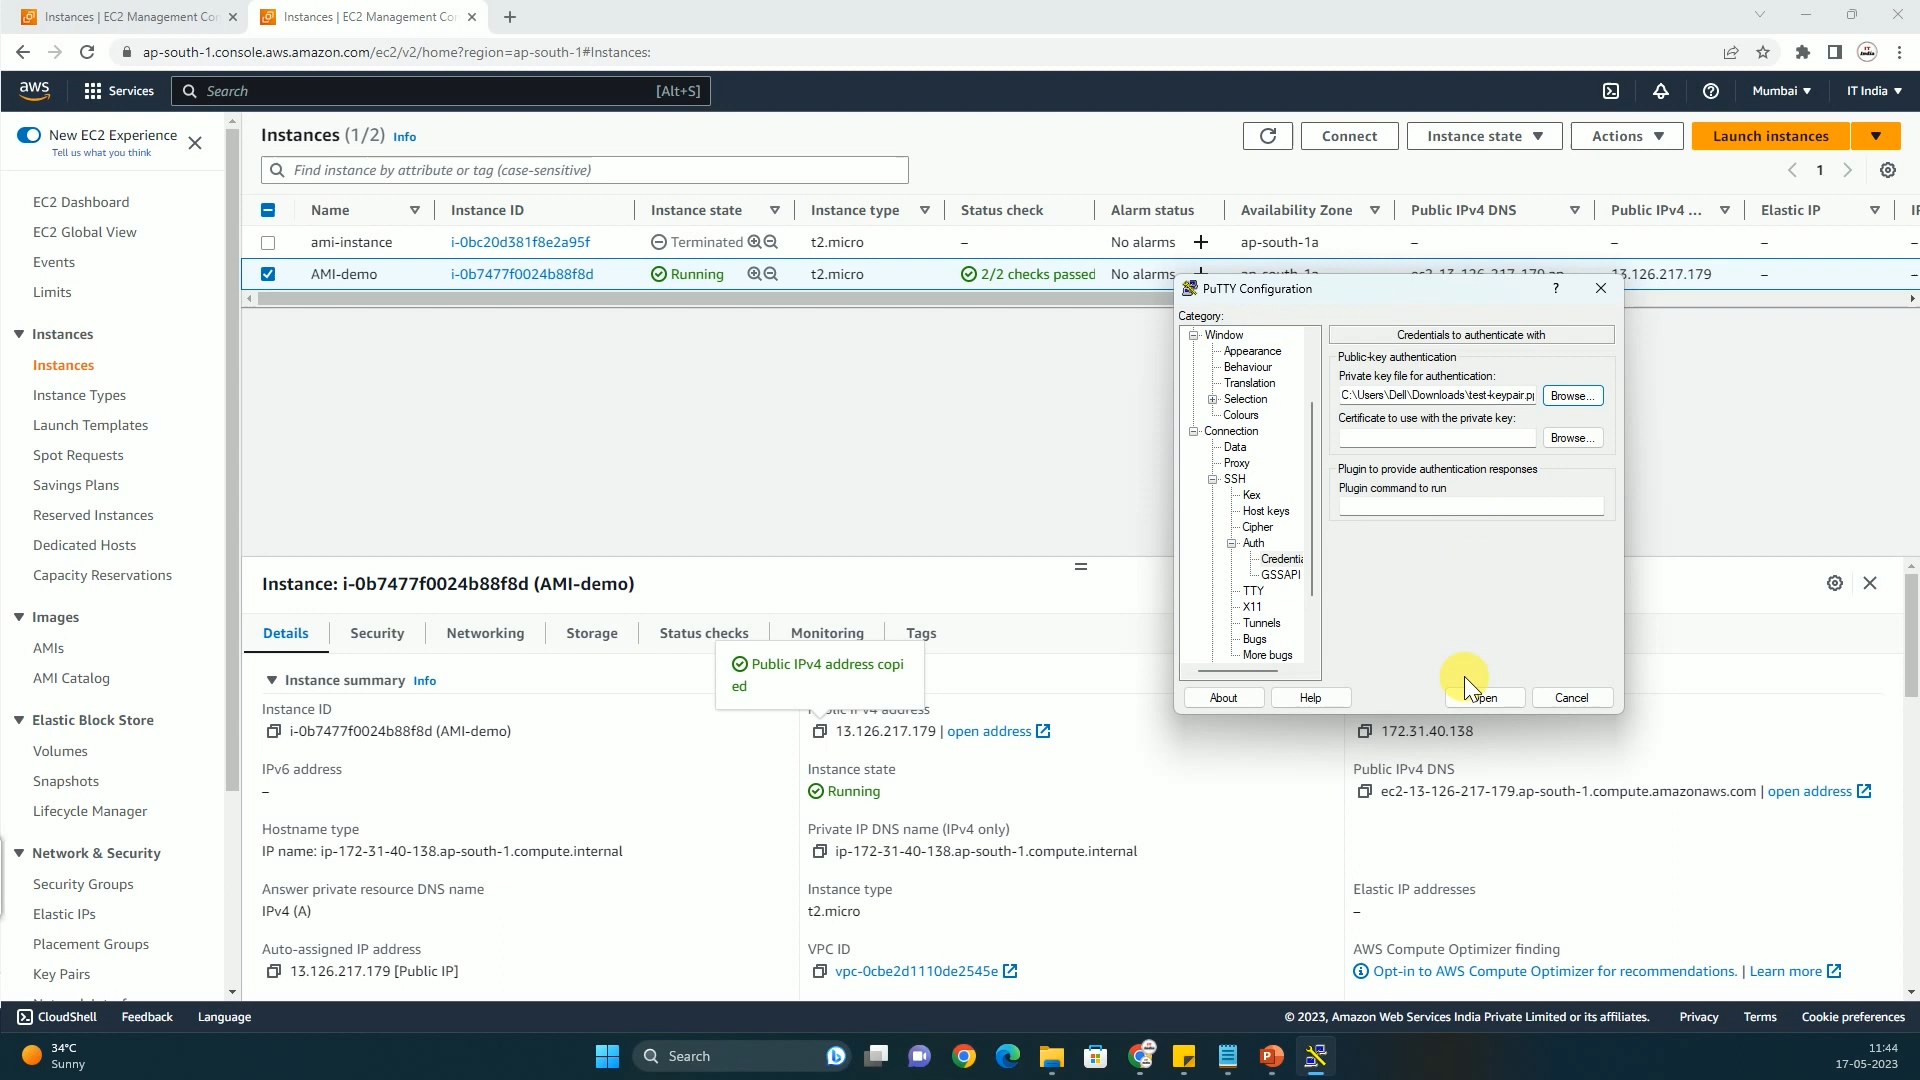 Instances | EC2 Management Con
Instances | EC2 Management Con
ap-south-1.console.aws.amazon.com/ec2/v2/home?region=ap-south-1#Instances:
aws
Services
Search
[Alt+S]
Mumbai
IT India
New EC2 Experience
Tell us what you think
EC2 Dashboard
EC2 Global View
Events
Limits
Instances
Instances
Instance Types
Launch Templates
Spot Requests
Savings Plans
Reserved Instances
Dedicated Hosts
Capacity Reservations
Images
AMIs
AMI Catalog
Elastic Block Store
Volumes
Snapshots
Lifecycle Manager
Network & Security
Security Groups
Elastic IPs
Placement Groups
Key Pairs
Instances (1/2) Info
Connect
Instance state
Actions
Launch instances
Find instance by attribute or tag (case-sensitive)
1
Name Instance ID Instance state Instance type Status check Alarm status Availability Zone Public IPv4 DNS Public IPv4 ... Elastic IP
ami-instance i-0bc20d381f8e2a95f Terminated t2.micro – No alarms + ap-south-1a – – – –
AMI-demo i-0b7477f0024b88f8d Running t2.micro 2/2 checks passed No alarms + ap-south-1a ec2-13-126-217-179.ap 13.126.217.179 – –
PuTTY Configuration
?
Category:
Window
Appearance
Behaviour
Translation
Selection
Colours
Connection
Data
Proxy
SSH
Kex
Host keys
Cipher
Auth
Credentia
GSSAPI
TTY
X11
Tunnels
Bugs
More bugs
Credentials to authenticate with
Public-key authentication
Private key file for authentication:
C:\Users\Dell\Downloads\test-keypair.pp
Browse...
Certificate to use with the private key:
Browse...
Plugin to provide authentication responses
Plugin command to run
About
Help
Open
Cancel
Instance: i-0b7477f0024b88f8d (AMI-demo)
Details
Security
Networking
Storage
Status checks
Monitoring
Tags
Public IPv4 address copi
ed
Instance summary Info
Instance ID
i-0b7477f0024b88f8d (AMI-demo)
Public IPv4 address
13.126.217.179 | open address
172.31.40.138
IPv6 address
–
Instance state
Running
Public IPv4 DNS
ec2-13-126-217-179.ap-south-1.compute.amazonaws.com | open address
Hostname type
IP name: ip-172-31-40-138.ap-south-1.compute.internal
Private IP DNS name (IPv4 only)
ip-172-31-40-138.ap-south-1.compute.internal
Answer private resource DNS name
IPv4 (A)
Instance type
t2.micro
Elastic IP addresses
–
Auto-assigned IP address
13.126.217.179 [Public IP]
VPC ID
vpc-0cbe2d1110de2545e
AWS Compute Optimizer finding
Opt-in to AWS Compute Optimizer for recommendations. | Learn more
CloudShell
Feedback
Language
© 2023, Amazon Web Services India Private Limited or its affiliates.
Privacy
Terms
Cookie preferences
34°C
Sunny
Search
11:44
17-05-2023